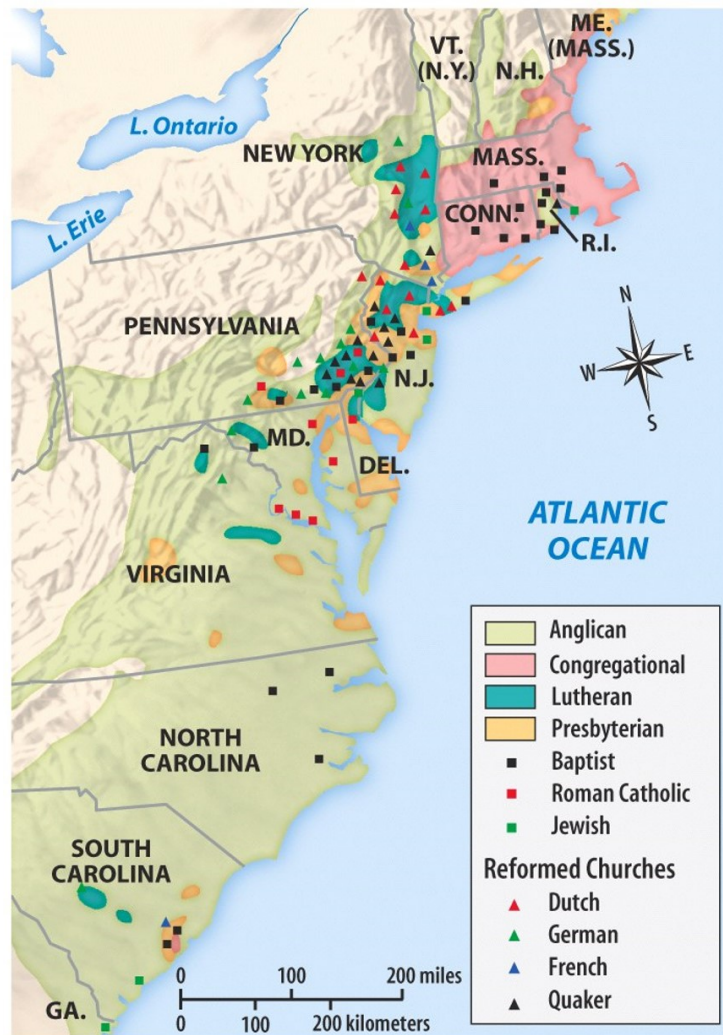 ME.
(MASS.)
VT.
(N.Y.)
N.H.
L. Ontario
NEW YORK
MASS.
L. Erie
CONN.
R.I.
PENNSYLVANIA
N
W
E
S
N.J.
MD.
DEL.
ATLANTIC
OCEAN
VIRGINIA
NORTH
CAROLINA
SOUTH
CAROLINA
GA.
0 100 200 miles
0 100 200 kilometers
Anglican
Congregational
Lutheran
Presbyterian
Baptist
Roman Catholic
Jewish
Reformed Churches
Dutch
German
French
Quaker